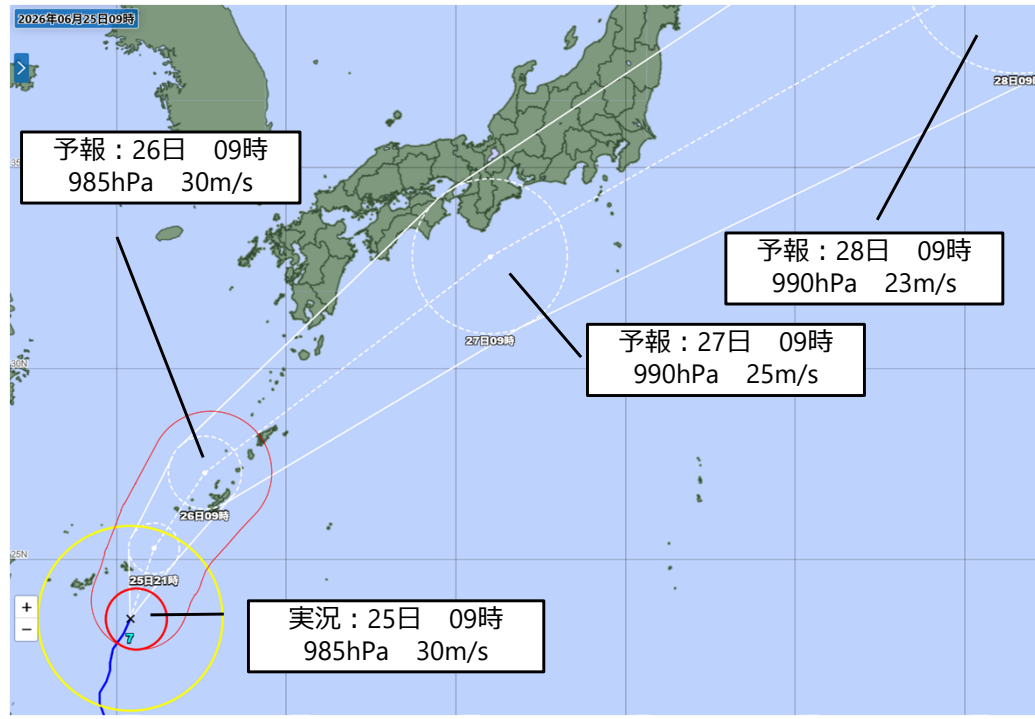 2026年06月25日09時
予報：26日　09時
985hPa　30m/s
28日09時
予報：28日　09時
990hPa　23m/s
27日09時
予報：27日　09時
990hPa　25m/s
30N
26日09時
25N
25日21時
7
実況：25日　09時
985hPa　30m/s
+
−